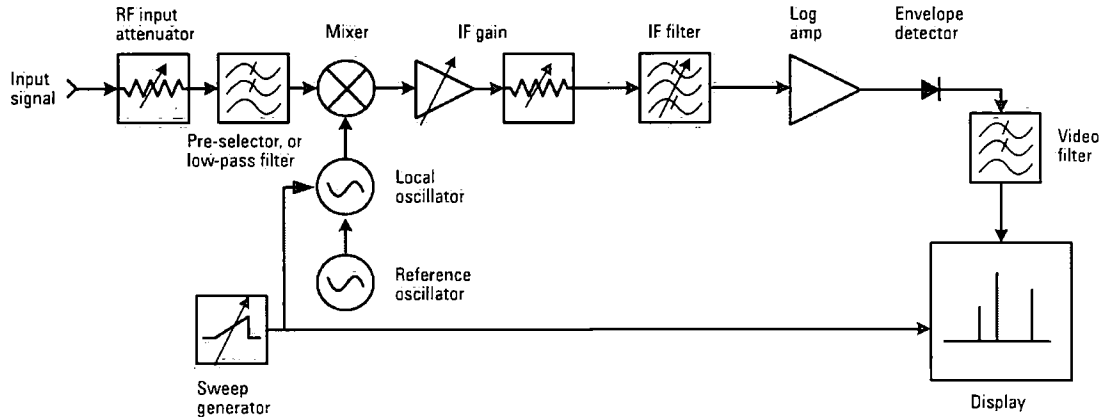 RF input
attenuator
Mixer
IF gain
IF filter
Log
amp
Envelope
detector
Input
signal
Pre-selector, or
low-pass filter
Video
filter
Local
oscillator
Reference
oscillator
Sweep
generator
Display